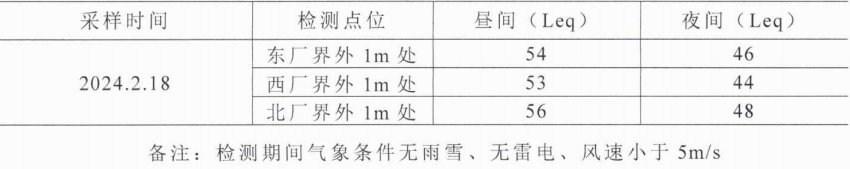 采样时间 检测点位 昼间（Leq） 夜间（Leq）
2024.2.18 东厂界外 1m 处 54 46
西厂界外 1m 处 53 44
北厂界外 1m 处 56 48
备注：检测期间气象条件无雨雪、无雷电、风速小于 5m/s